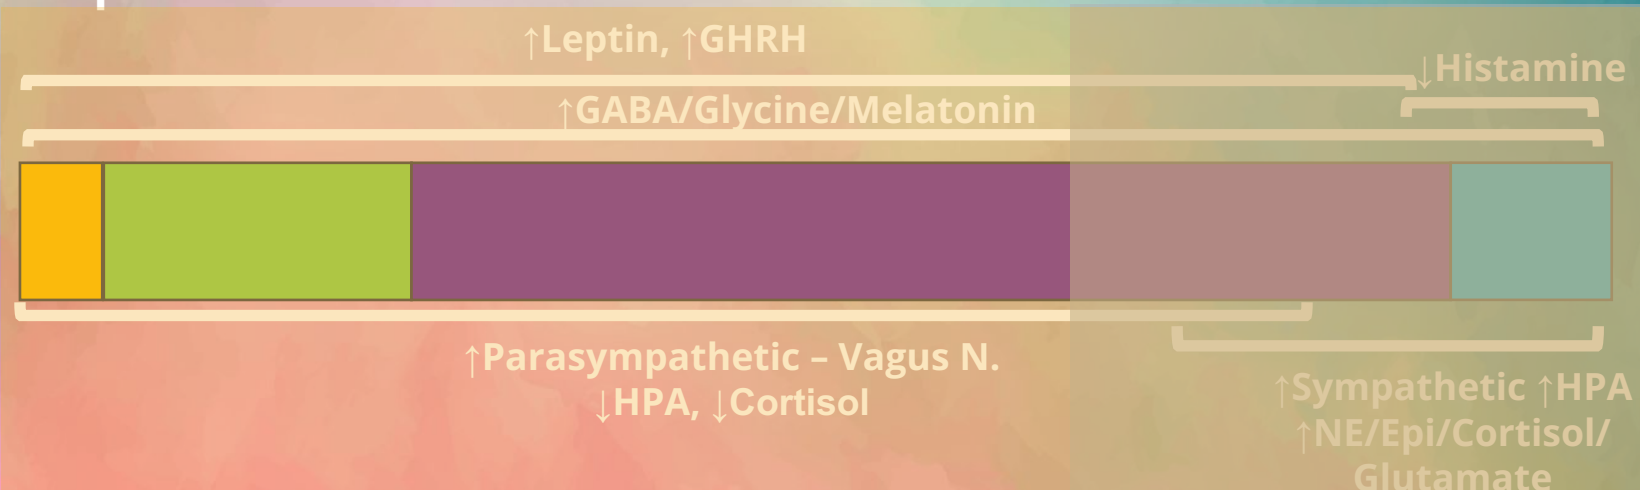 ↑Leptin, ↑GHRH
↓Histamine
↑GABA/Glycine/Melatonin
↑Parasympathetic – Vagus N.
↓HPA, ↓Cortisol
↑Sympathetic ↑HPA
↑NE/Epi/Cortisol/
Glutamate